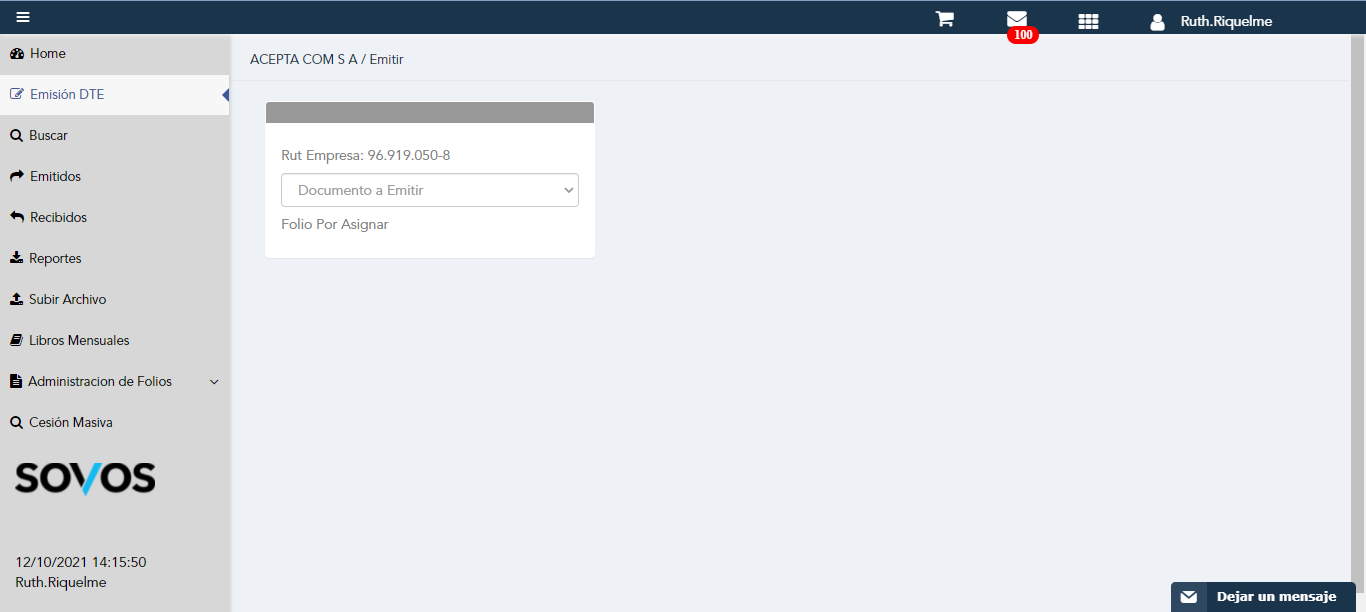 Ruth.Riquelme
100
Home
ACEPTA COM S A / Emitir
Emisión DTE
Buscar
Emitidos
Recibidos
Reportes
Subir Archivo
Libros Mensuales
Administracion de Folios
Cesión Masiva
Rut Empresa: 96.919.050-8
Documento a Emitir
Folio Por Asignar
SOVOS
12/10/2021 14:15:50
Ruth.Riquelme
Dejar un mensaje